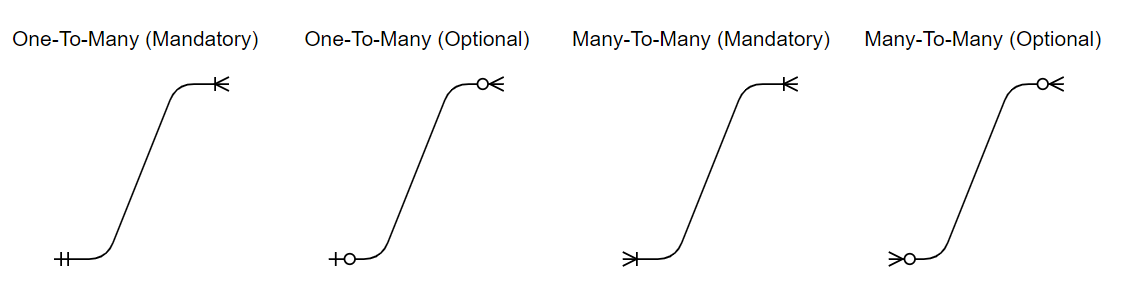 One-To-Many (Mandatory)
One-To-Many (Optional)
Many-To-Many (Mandatory)
Many-To-Many (Optional)